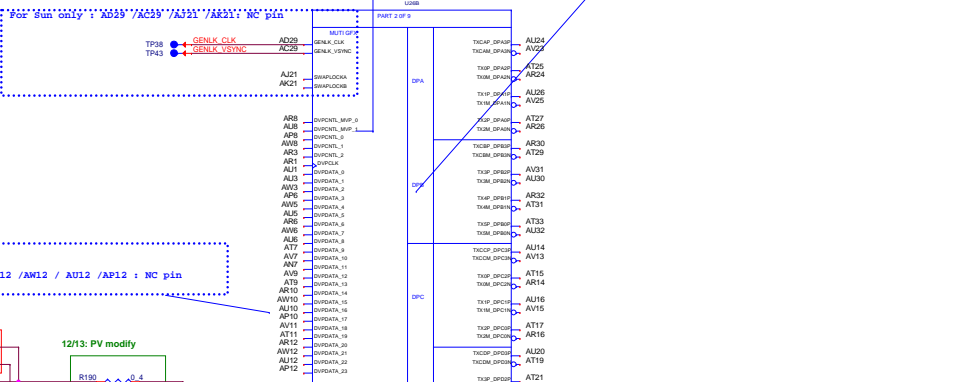 U26B
For Sun only : AD29 /AC29 /AJ21 /AK21: NC pin
PART 2 OF 9
MUTI GFX
TP38 GENLK_CLK AD29 GENLK_CLK
TP43 GENLK_VSYNC AC29 GENLK_VSYNC
AJ21 SWAPLOCKA
AK21 SWAPLOCKB
AR8 DVPCNTL_MVP_0
AU8 DVPCNTL_MVP_1
AP8 DVPCNTL_0
AW8 DVPCNTL_1
AR3 DVPCNTL_2
AR1 DVPCLK
AU1 DVPDATA_0
AU3 DVPDATA_1
AW3 DVPDATA_2
AP6 DVPDATA_3
AW5 DVPDATA_4
AU5 DVPDATA_5
AR6 DVPDATA_6
AW6 DVPDATA_7
AU6 DVPDATA_8
AT7 DVPDATA_9
AV7 DVPDATA_10
AN7 DVPDATA_11
AV9 DVPDATA_12
AT9 DVPDATA_13
AR10 DVPDATA_14
AW10 DVPDATA_15
AU10 DVPDATA_16
AP10 DVPDATA_17
AV11 DVPDATA_18
AT11 DVPDATA_19
AR12 DVPDATA_20
AW12 DVPDATA_21
AU12 DVPDATA_22
AP12 DVPDATA_23
DPA
DPB
DPC
TXCAP_DPA3P AU24
TXCAM_DPA3N AV23
TX0P_DPA2P AT25
TX0M_DPA2N AR24
TX1P_DPA1P AU26
TX1M_DPA1N AV25
TX2P_DPA0P AT27
TX2M_DPA0N AR26
TXCBP_DPB3P AR30
TXCBM_DPB3N AT29
TX3P_DPB2P AV31
TX3M_DPB2N AU30
TX4P_DPB1P AR32
TX4M_DPB1N AT31
TX5P_DPB0P AT33
TX5M_DPB0N AU32
TXCCP_DPC3P AU14
TXCCM_DPC3N AV13
TX0P_DPC2P AT15
TX0M_DPC2N AR14
TX1P_DPC1P AU16
TX1M_DPC1N AV15
TX2P_DPC0P AT17
TX2M_DPC0N AR16
TXCDP_DPD3P AU20
TXCDM_DPD3N AT19
TX3P_DPD2P AT21
12 /AW12 / AU12 /AP12 : NC pin
12/13: PV modify
R190 0_4